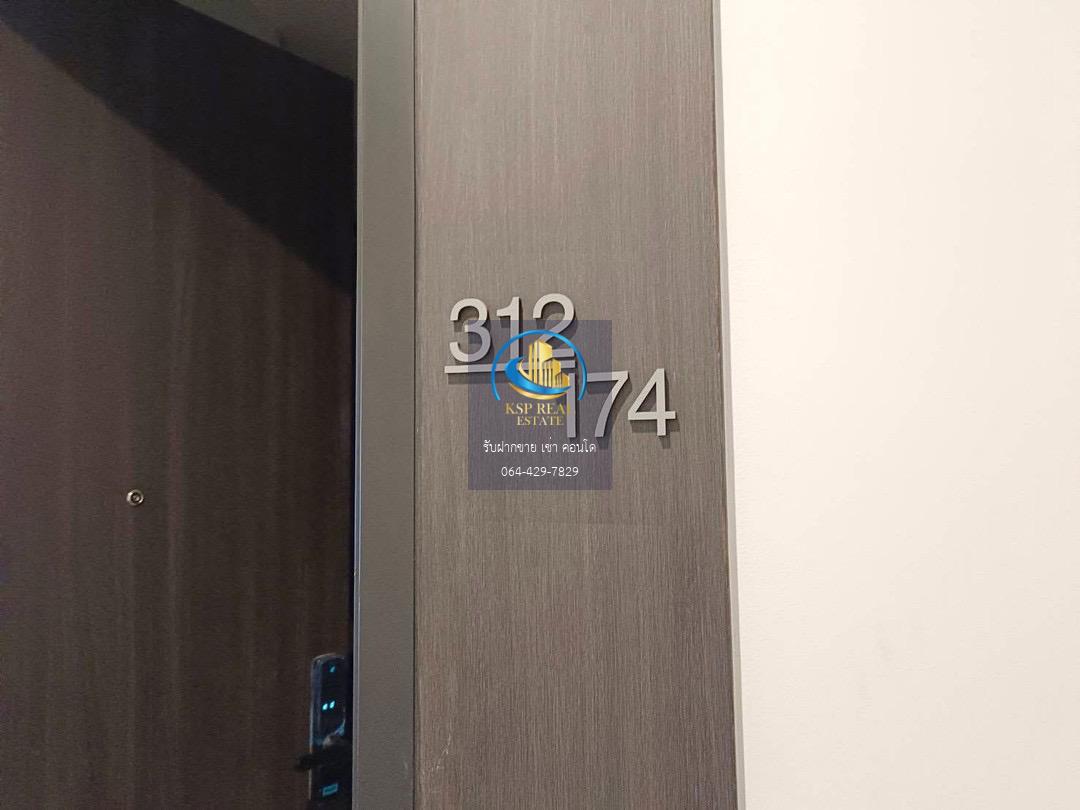 312
174
KSP REAL
ESTATE
รับฝากขาย เช่า คอนโด
064-429-7829